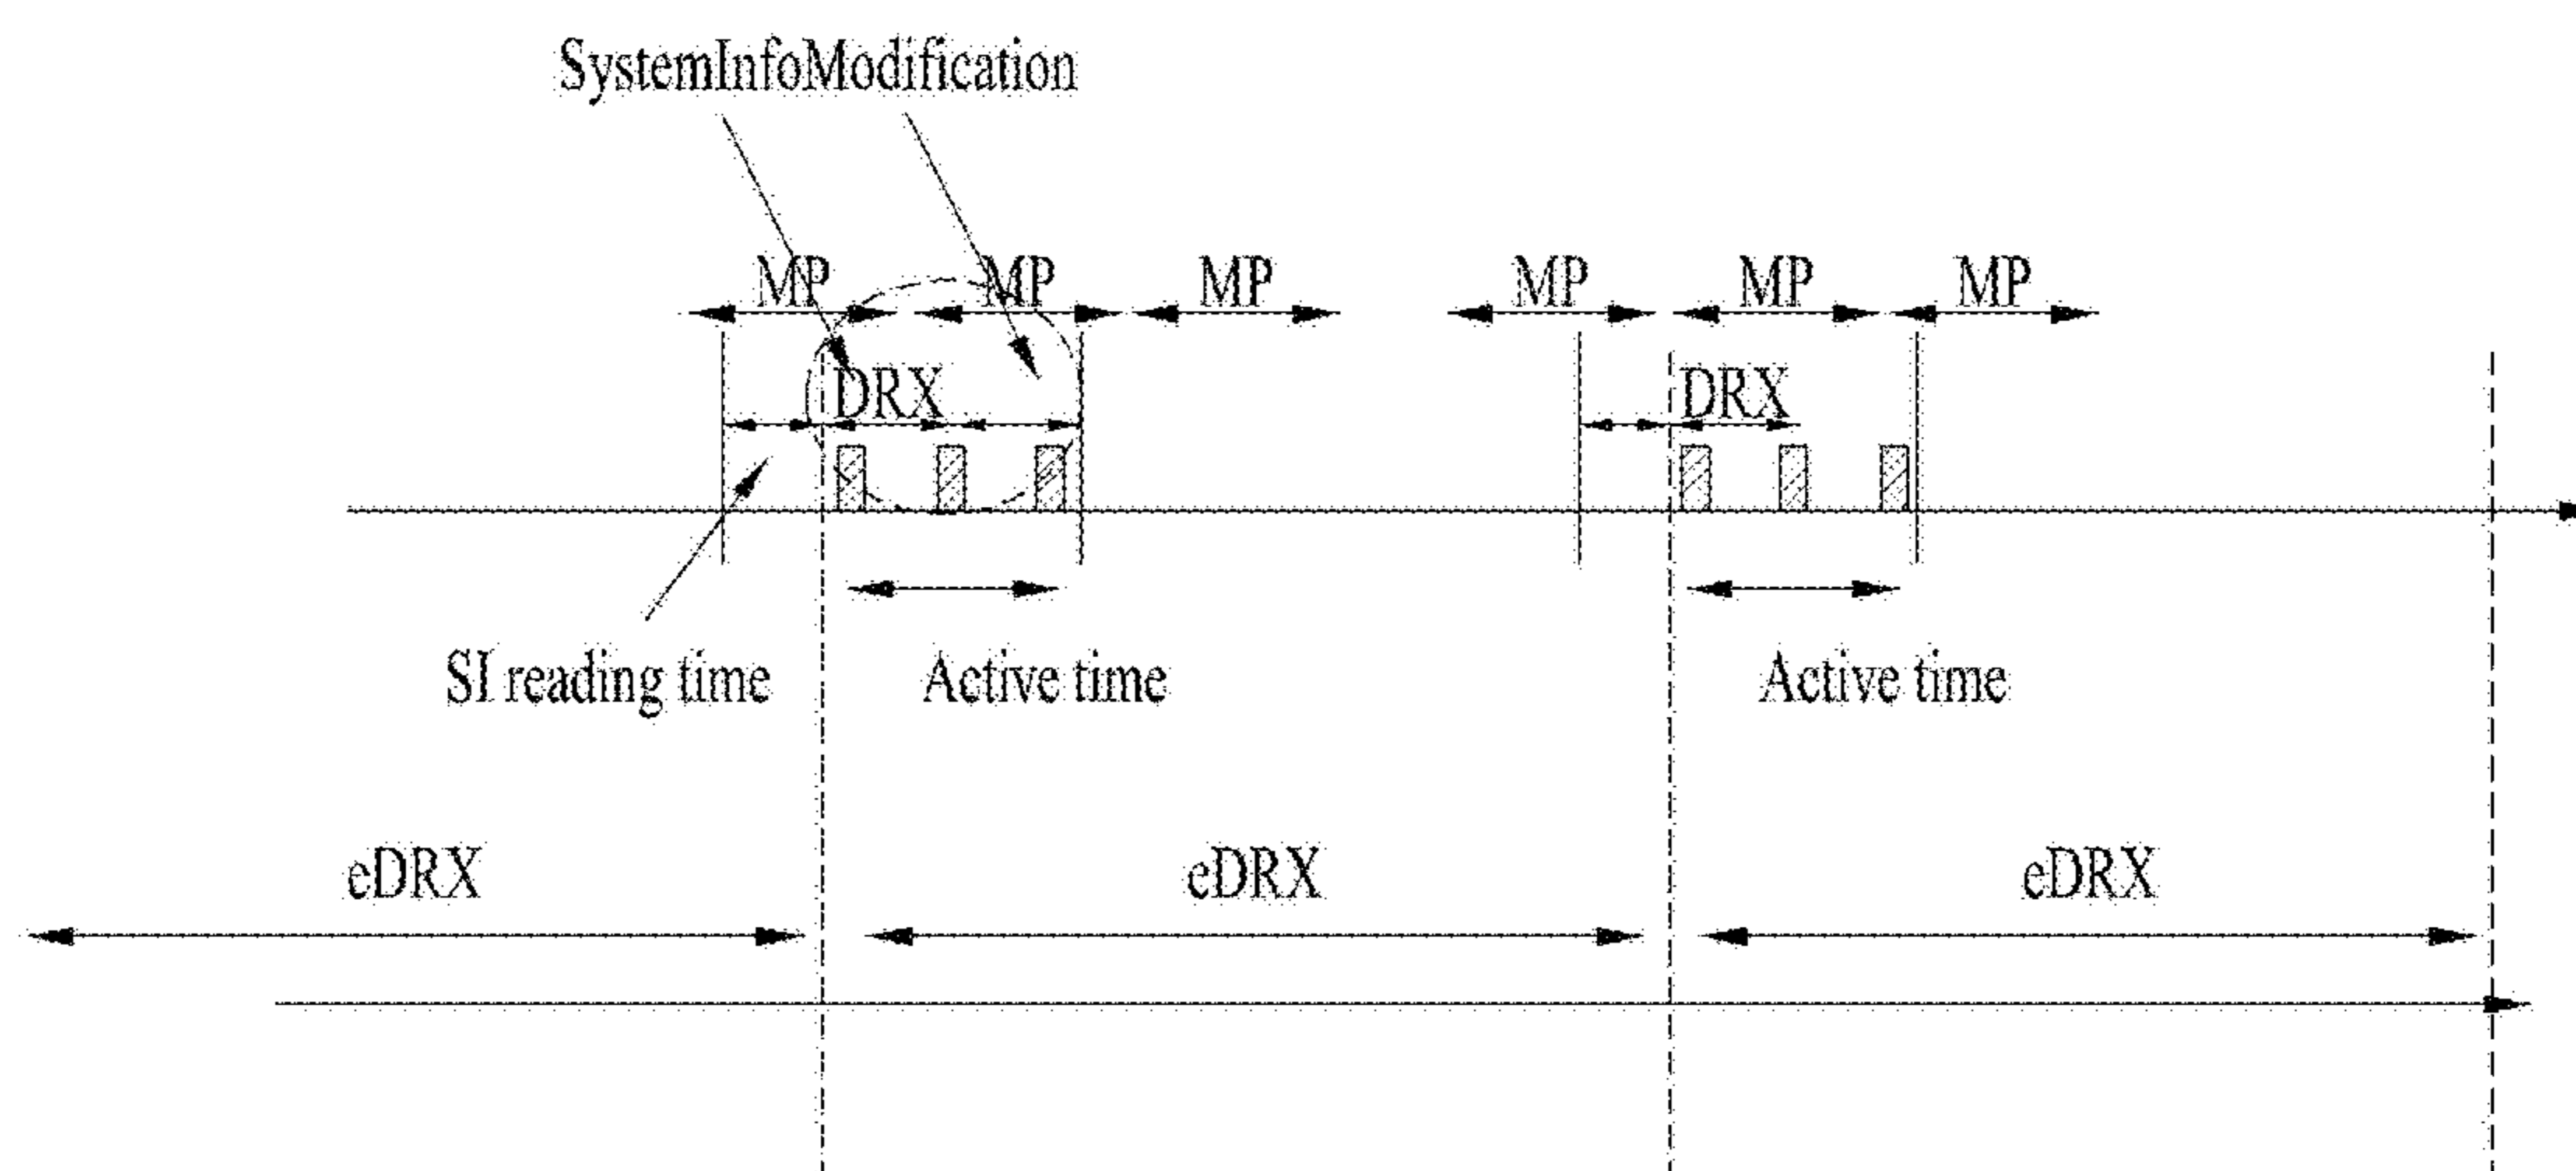 SystemInfoModification
MP MP MP MP MP MP
DRX DRX
SI reading time Active time Active time
eDRX eDRX eDRX